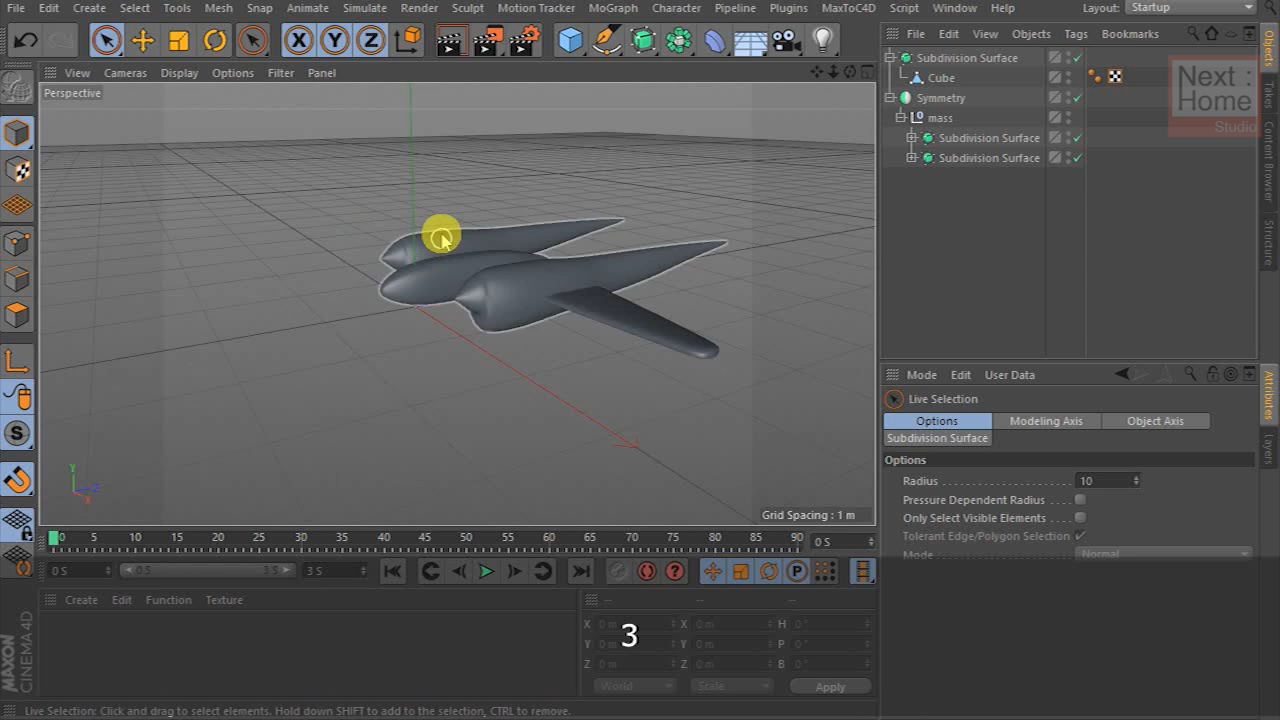 File Edit Create Select Tools Mesh Snap Animate Simulate Render Sculpt Motion Tracker MoGraph Character Pipeline Plugins MaxToC4D Script Window Help Layout: Startup
X Y Z
File Edit View Objects Tags Bookmarks
View Cameras Display Options Filter Panel
Perspective
Subdivision Surface
Cube
Symmetry
mass
Subdivision Surface
Subdivision Surface
Next :
Home
Studio
Objects
Takes
Content Browser
Structure
Mode Edit User Data
Live Selection
Options Modeling Axis Object Axis
Subdivision Surface
Options
Radius 10
Pressure Dependent Radius
Only Select Visible Elements
Tolerant Edge/Polygon Selection
Mode Normal
Attributes
Layers
Y
Z
X
Grid Spacing : 1 m
0 5 10 15 20 25 30 35 40 45 50 55 60 65 70 75 80 85 90 0 S
0 S 0 S 3 S 3 S
Create Edit Function Texture
-- -- --
X 0 m X 0 m H 0 °
Y 0 m Y 0 m P 0 °
Z 0 m Z 0 m B 0 °
World Scale Apply
3
MAXON
CINEMA 4D
Live Selection: Click and drag to select elements. Hold down SHIFT to add to the selection, CTRL to remove.